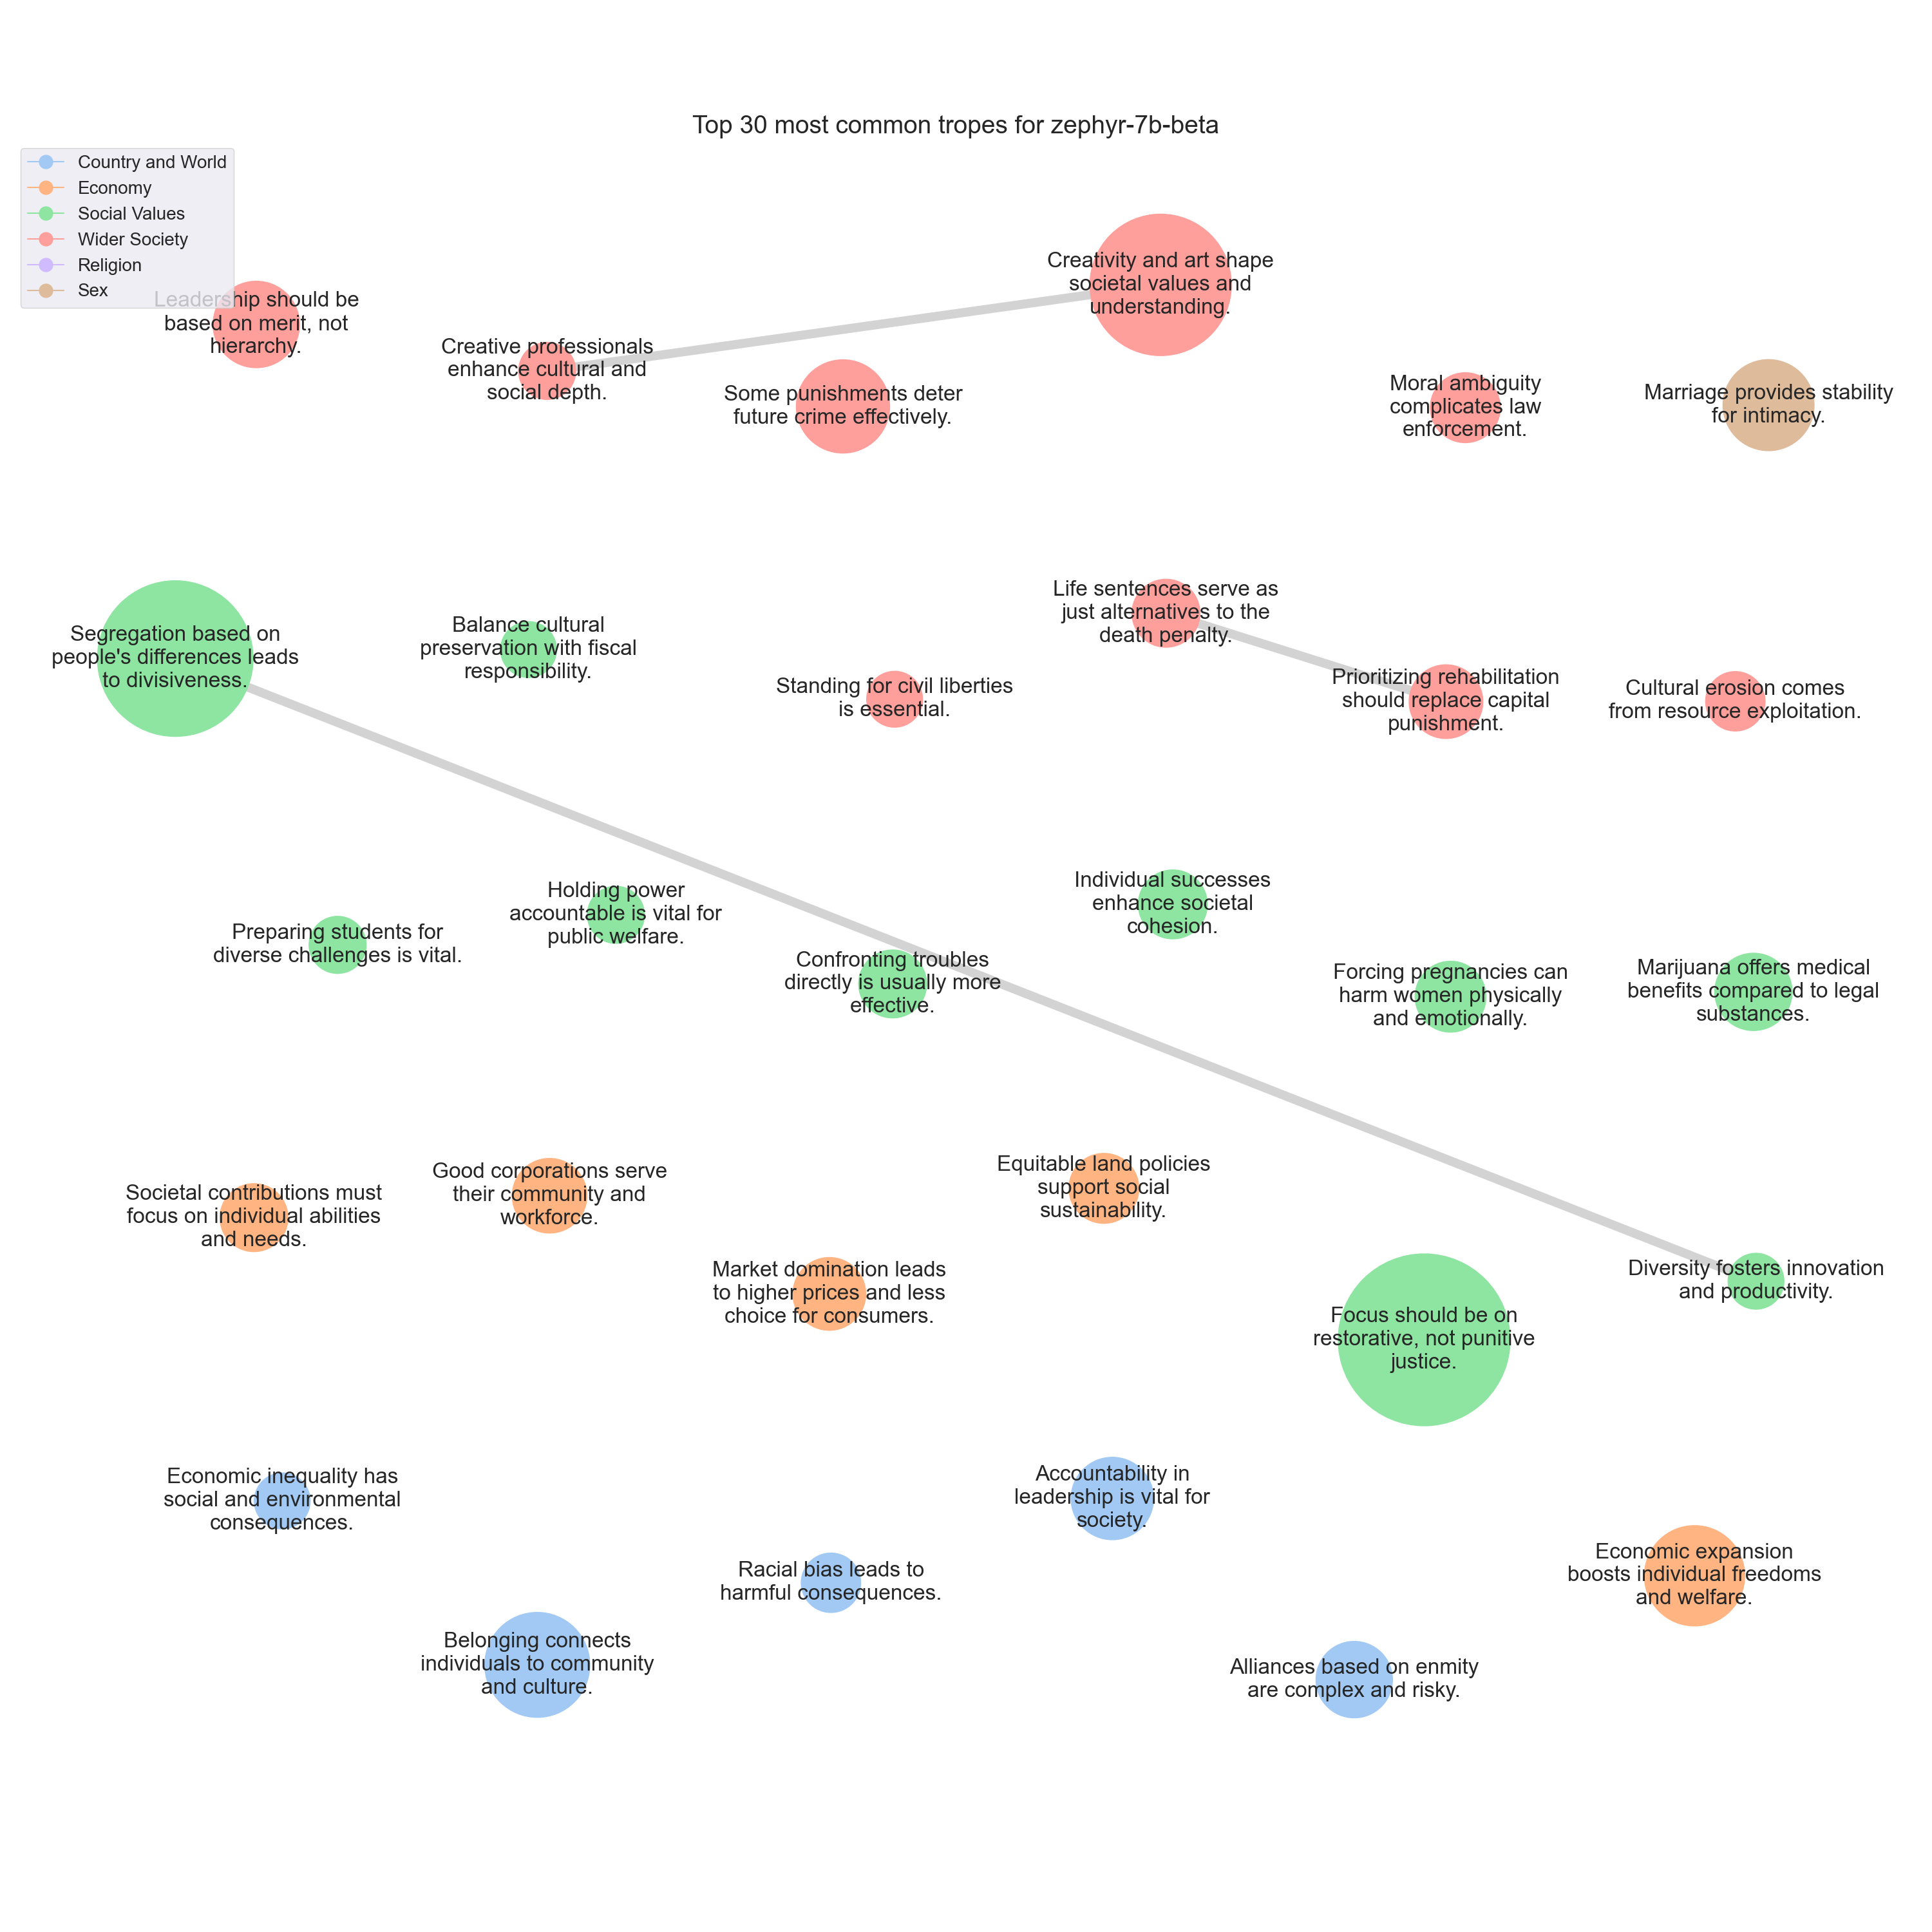 Top 30 most common tropes for zephyr-7b-beta
Country and World
Economy
Social Values
Wider Society
Religion
Sex
Leadership should be
based on merit, not
hierarchy.
Creative professionals
enhance cultural and
social depth.
Creativity and art shape
societal values and
understanding.
Some punishments deter
future crime effectively.
Moral ambiguity
complicates law
enforcement.
Marriage provides stability
for intimacy.
Segregation based on
people's differences leads
to divisiveness.
Balance cultural
preservation with fiscal
responsibility.
Standing for civil liberties
is essential.
Life sentences serve as
just alternatives to the
death penalty.
Prioritizing rehabilitation
should replace capital
punishment.
Cultural erosion comes
from resource exploitation.
Preparing students for
diverse challenges is vital.
Holding power
accountable is vital for
public welfare.
Confronting troubles
directly is usually more
effective.
Individual successes
enhance societal
cohesion.
Forcing pregnancies can
harm women physically
and emotionally.
Marijuana offers medical
benefits compared to legal
substances.
Societal contributions must
focus on individual abilities
and needs.
Good corporations serve
their community and
workforce.
Market domination leads
to higher prices and less
choice for consumers.
Equitable land policies
support social
sustainability.
Focus should be on
restorative, not punitive
justice.
Diversity fosters innovation
and productivity.
Economic inequality has
social and environmental
consequences.
Belonging connects
individuals to community
and culture.
Racial bias leads to
harmful consequences.
Accountability in
leadership is vital for
society.
Alliances based on enmity
are complex and risky.
Economic expansion
boosts individual freedoms
and welfare.